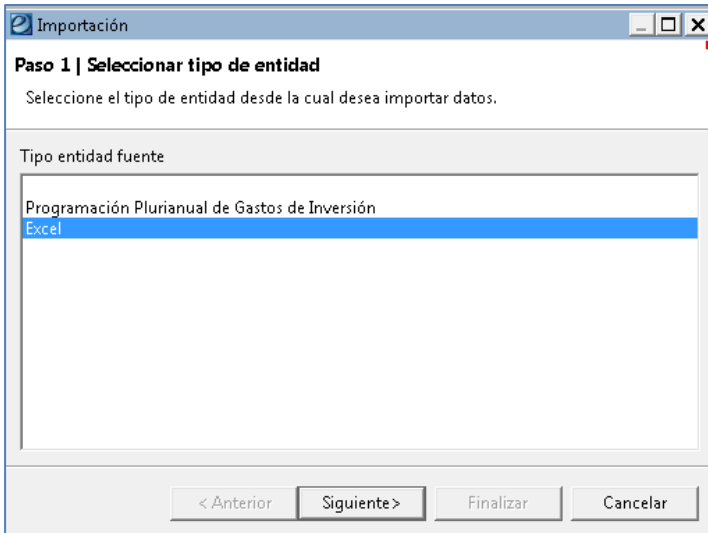 Importación
Paso 1 | Seleccionar tipo de entidad
Seleccione el tipo de entidad desde la cual desea importar datos.
Tipo entidad fuente
Programación Plurianual de Gastos de Inversión
Excel
< Anterior Siguiente> Finalizar Cancelar